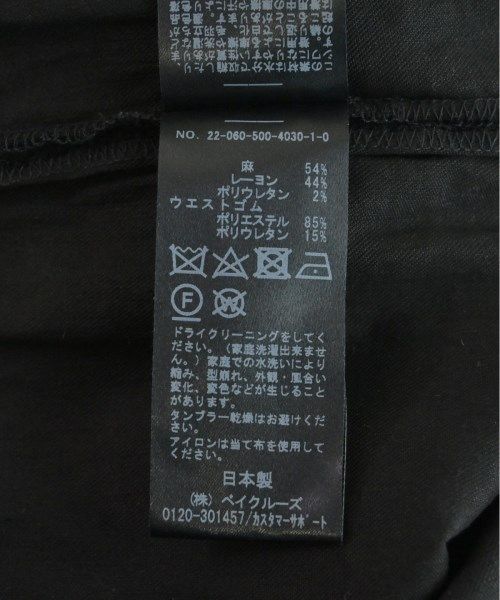 NO. 22-060-500-4030-1-0
麻 54%
レーヨン 44%
ポリウレタン 2%
ウエストゴム
ポリエステル 85%
ポリウレタン 15%
F
W
ドライクリーニングをしてく
ださい。(家庭洗濯出来ませ
ん。)家庭での水洗いにより
縮み、型崩れ、外観・風合い
変化、変色などが生じること
があります。
タンブラー乾燥はお避けくだ
さい。
アイロンは当て布を使用して
ください。
日本製
(株)ベイクルーズ
0120-301457/カスタマーサポート